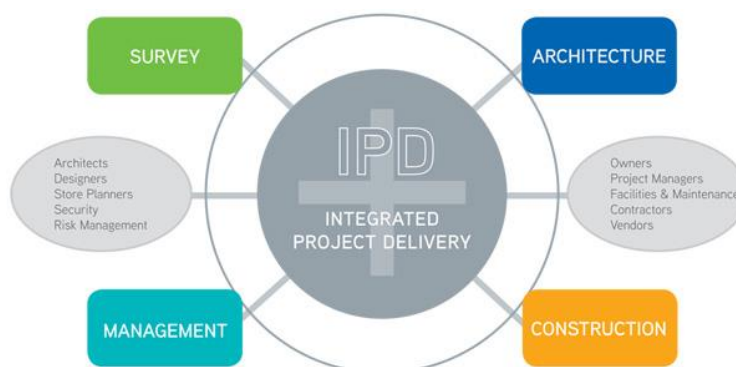 SURVEY
ARCHITECTURE
IPD
INTEGRATED
PROJECT DELIVERY
Architects
Designers
Store Planners
Security
Risk Management
Owners
Project Managers
Facilities & Maintenance
Contractors
Vendors
MANAGEMENT
CONSTRUCTION